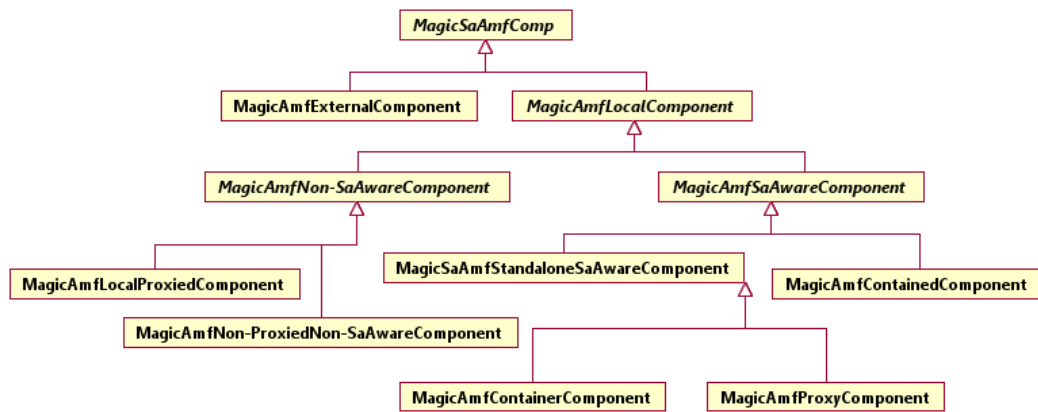 MagicSaAmfComp
MagicAmfExternalComponent
MagicAmfLocalComponent
MagicAmfNon-SaAwareComponent
MagicAmfSaAwareComponent
MagicSaAmfStandaloneSaAwareComponent
MagicAmfLocalProxiedComponent
MagicAmfContainedComponent
MagicAmfNon-ProxiedNon-SaAwareComponent
MagicAmfContainerComponent
MagicAmfProxyComponent